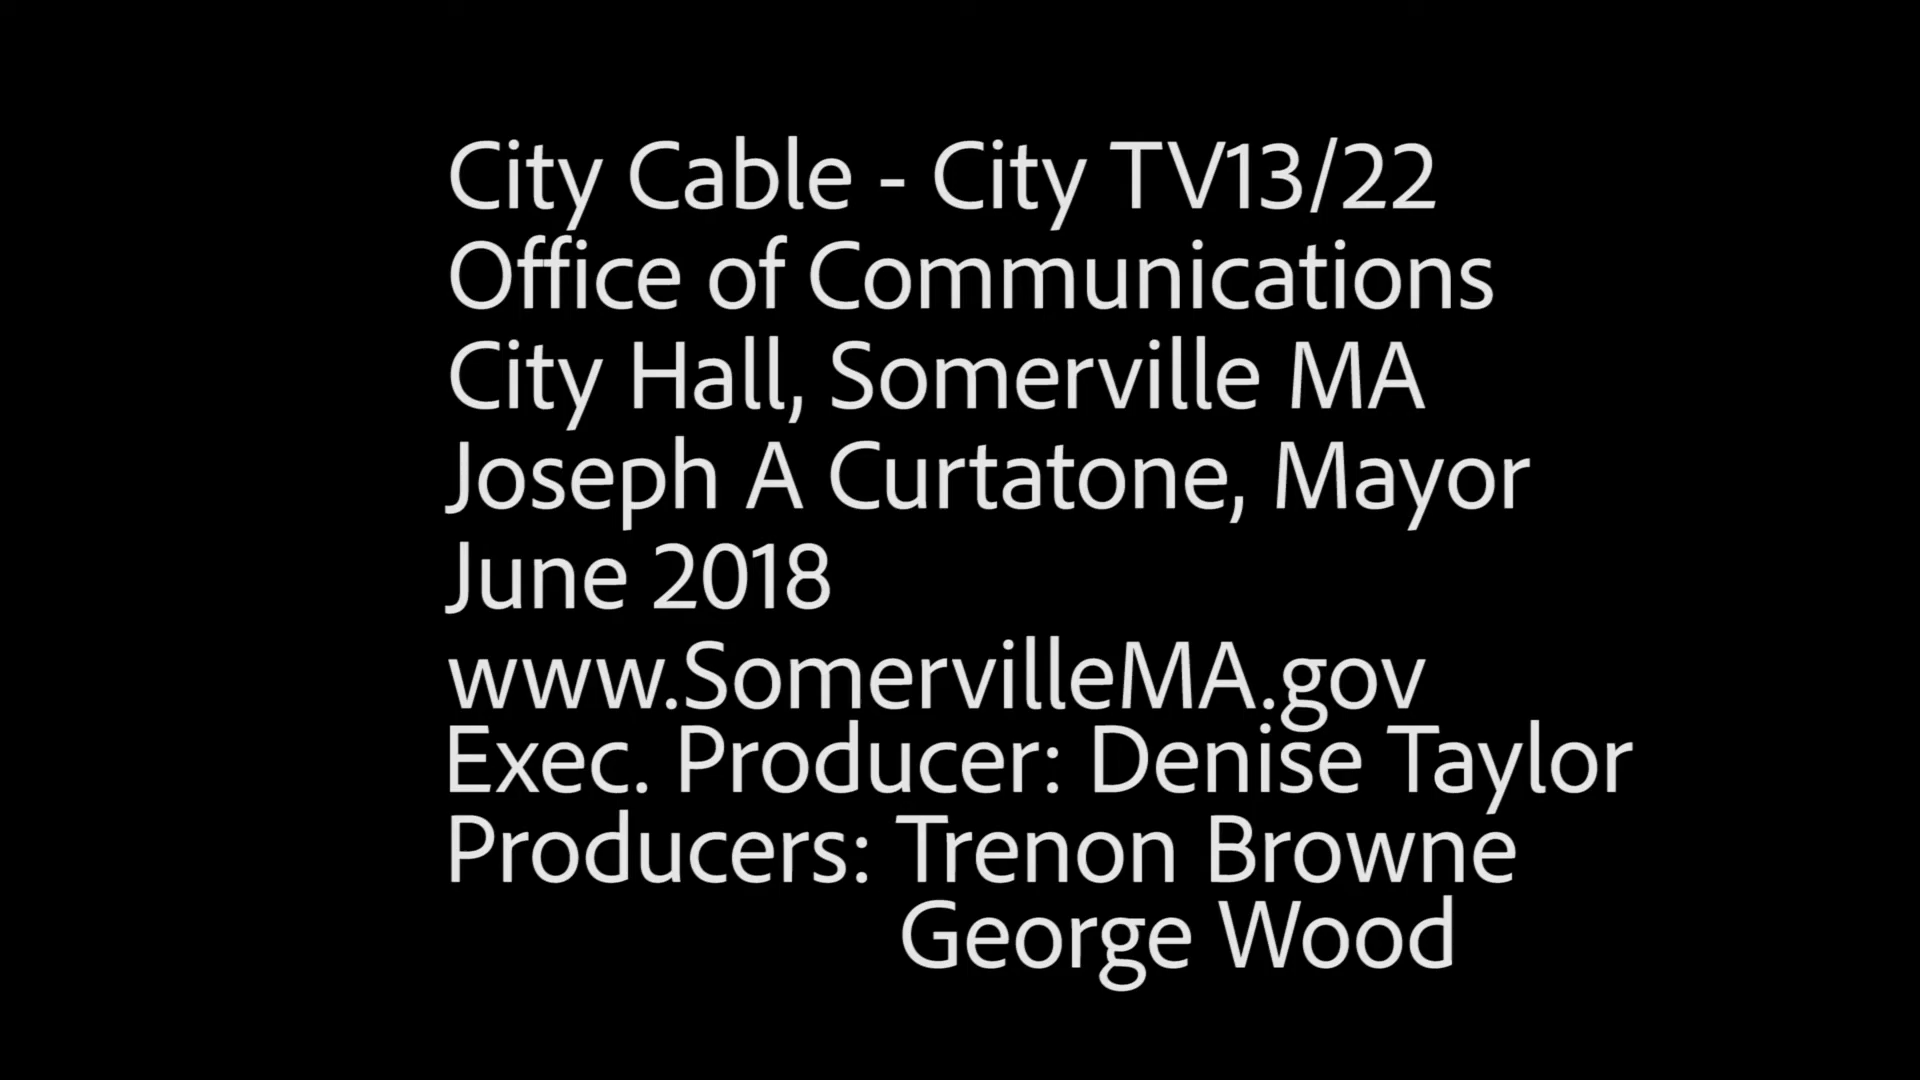 City Cable - City TV13/22
Office of Communications
City Hall, Somerville MA
Joseph A Curtatone, Mayor
June 2018
www.SomervilleMA.gov
Exec. Producer: Denise Taylor
Producers: Trenon Browne
George Wood